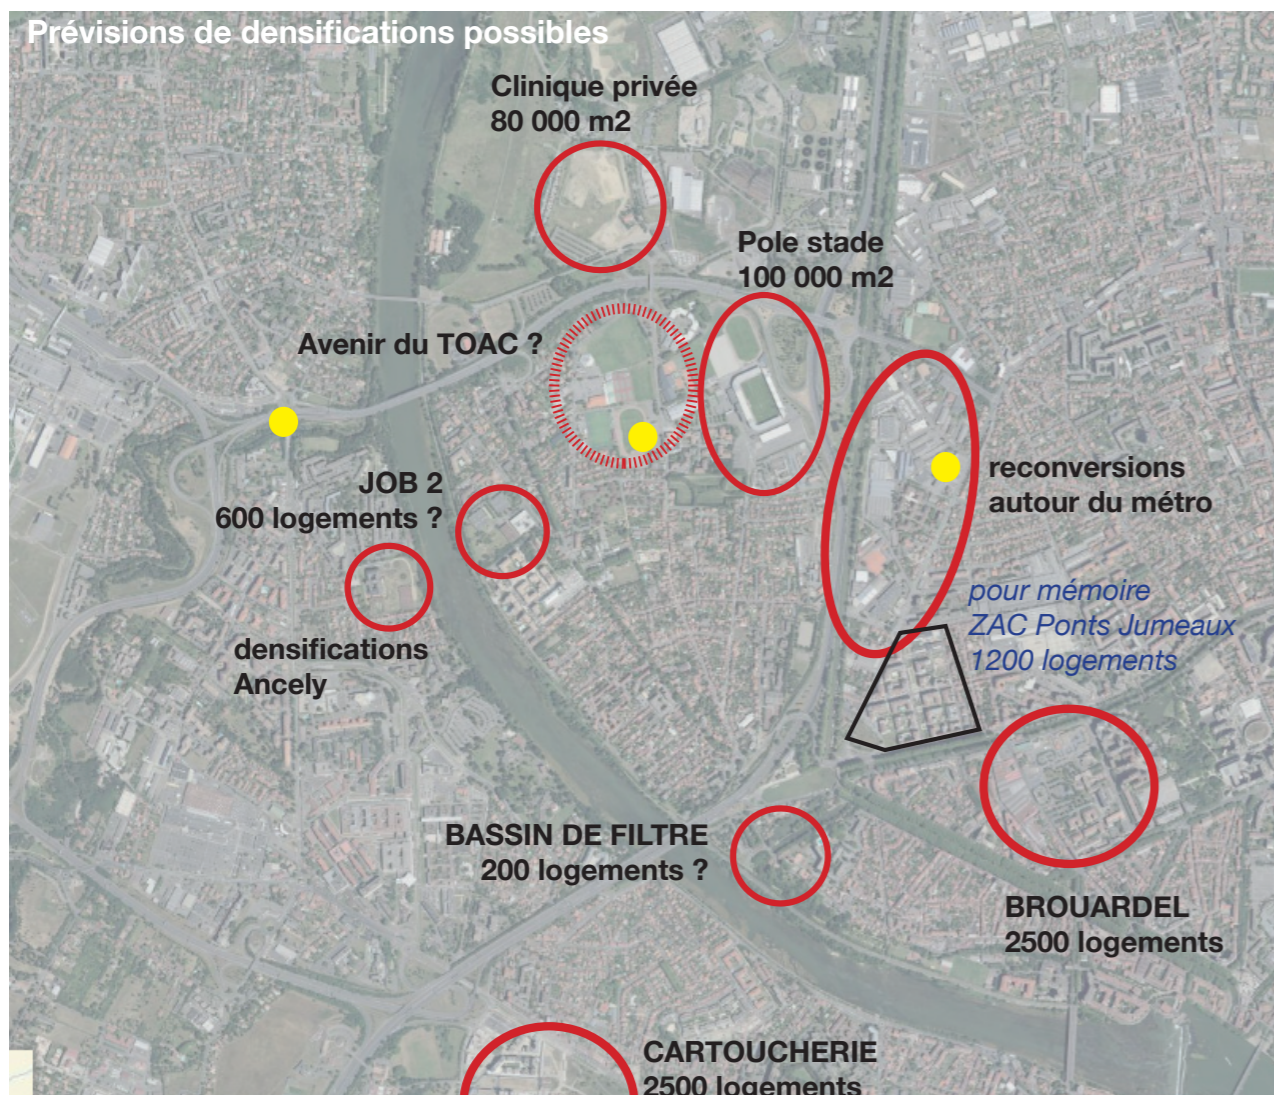 Prévisions de densifications possibles
Clinique privée
80 000 m2
Pole stade
100 000 m2
Avenir du TOAC ?
JOB 2
600 logements ?
reconversions
autour du métro
pour mémoire
ZAC Ponts Jumeaux
1200 logements
densifications
Ancely
BASSIN DE FILTRE
200 logements ?
BROUARDEL
2500 logements
CARTOUCHERIE
2500 logements